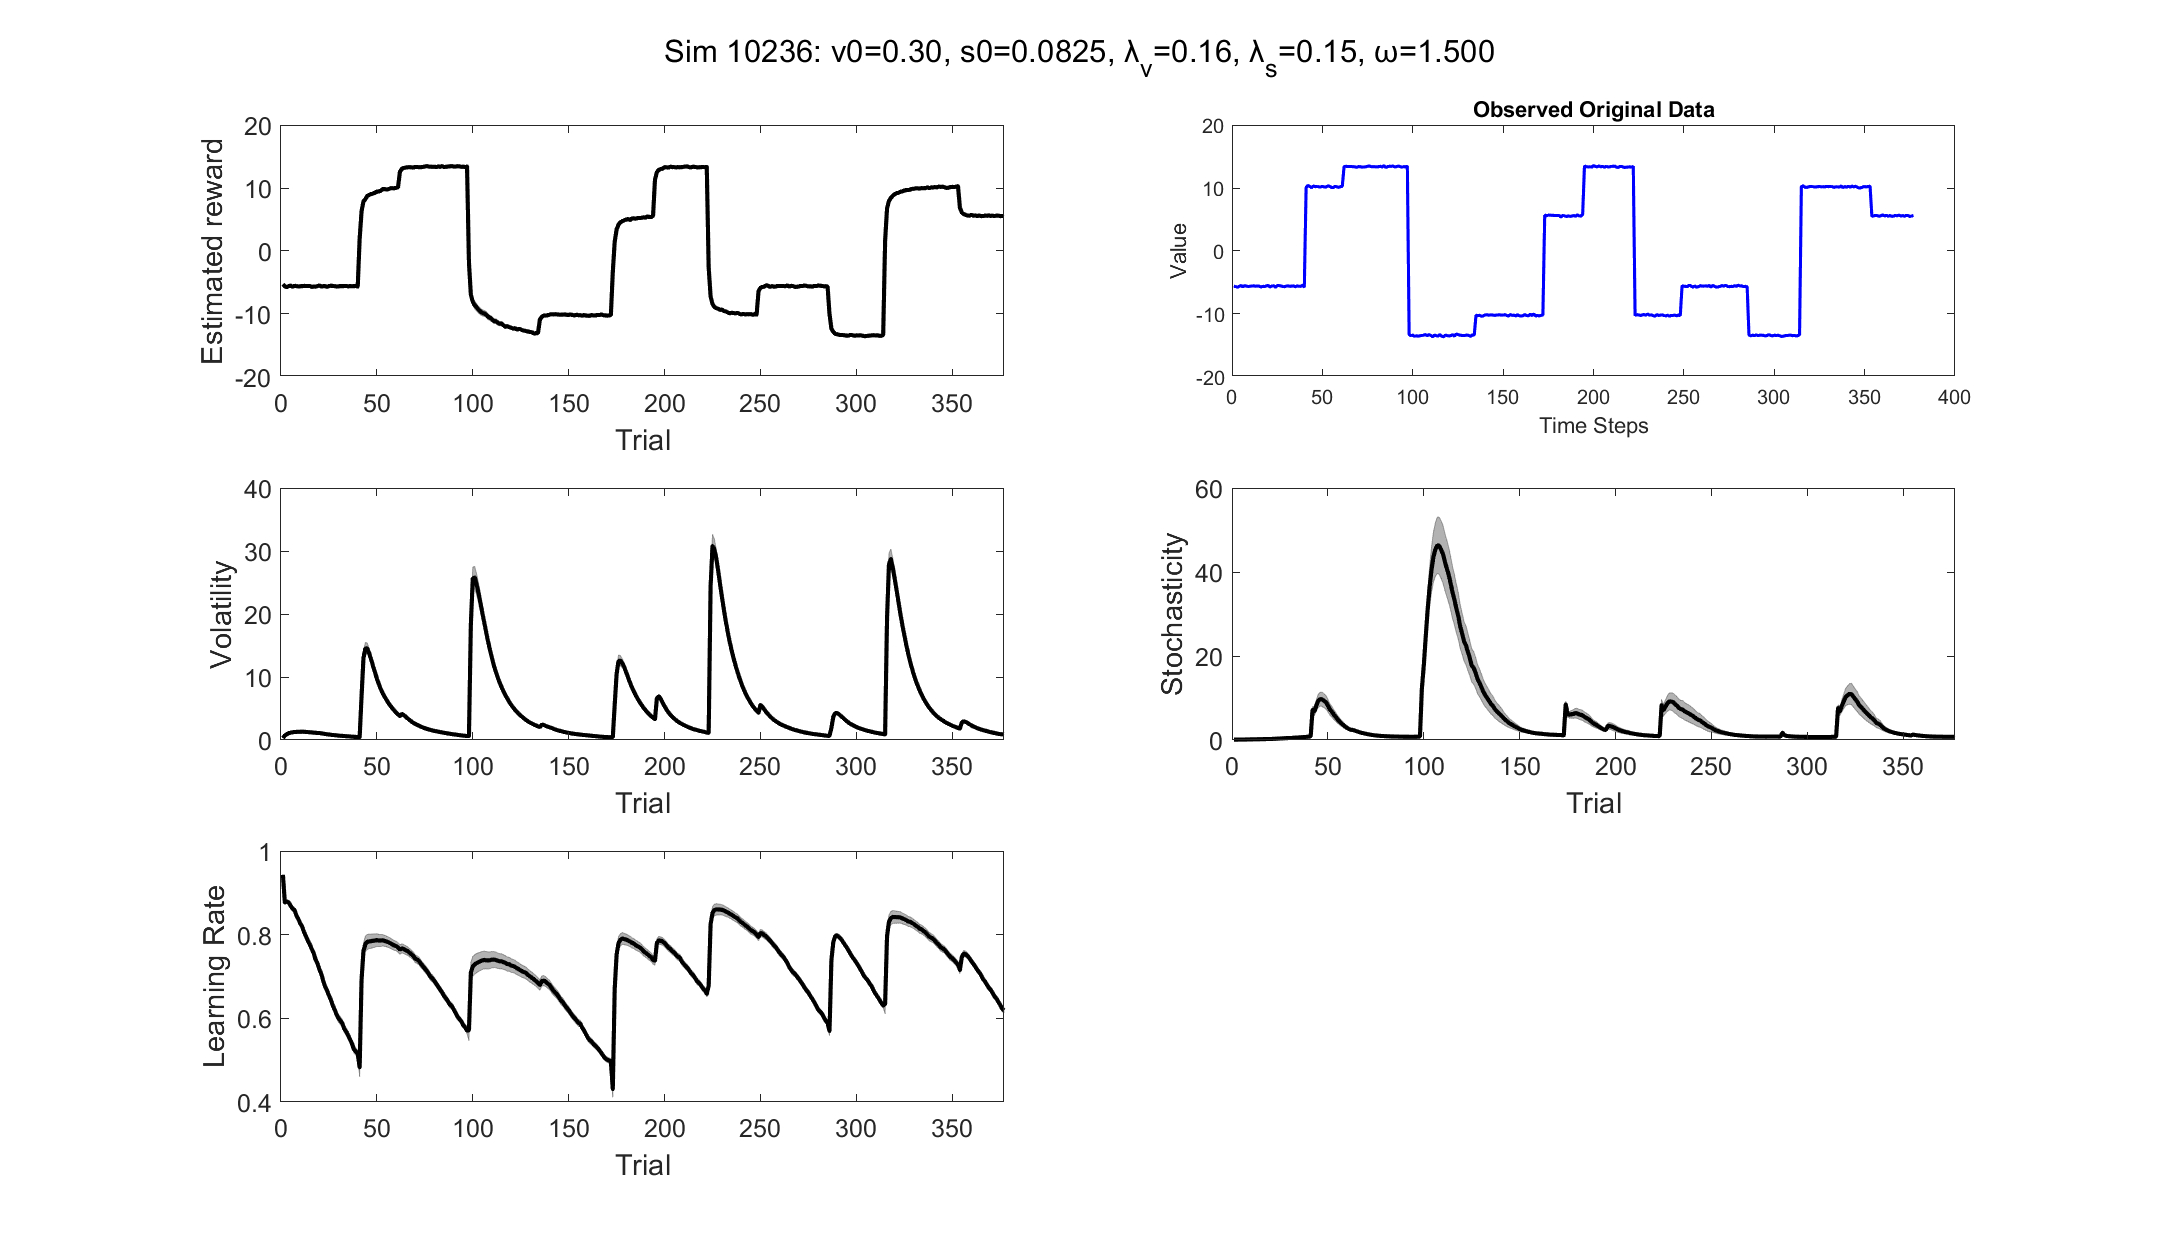 Sim 10236: v0=0.30, s0=0.0825, λ_v=0.16, λ_s=0.15, ω=1.500
20
10
0
-10
-20
Estimated reward
0 50 100 150 200 250 300 350
Trial
Observed Original Data
20
10
0
-10
-20
Value
0 50 100 150 200 250 300 350 400
Time Steps
40
30
20
10
0
Volatility
0 50 100 150 200 250 300 350
Trial
60
40
20
0
Stochasticity
0 50 100 150 200 250 300 350
Trial
1
0.8
0.6
0.4
Learning Rate
0 50 100 150 200 250 300 350
Trial